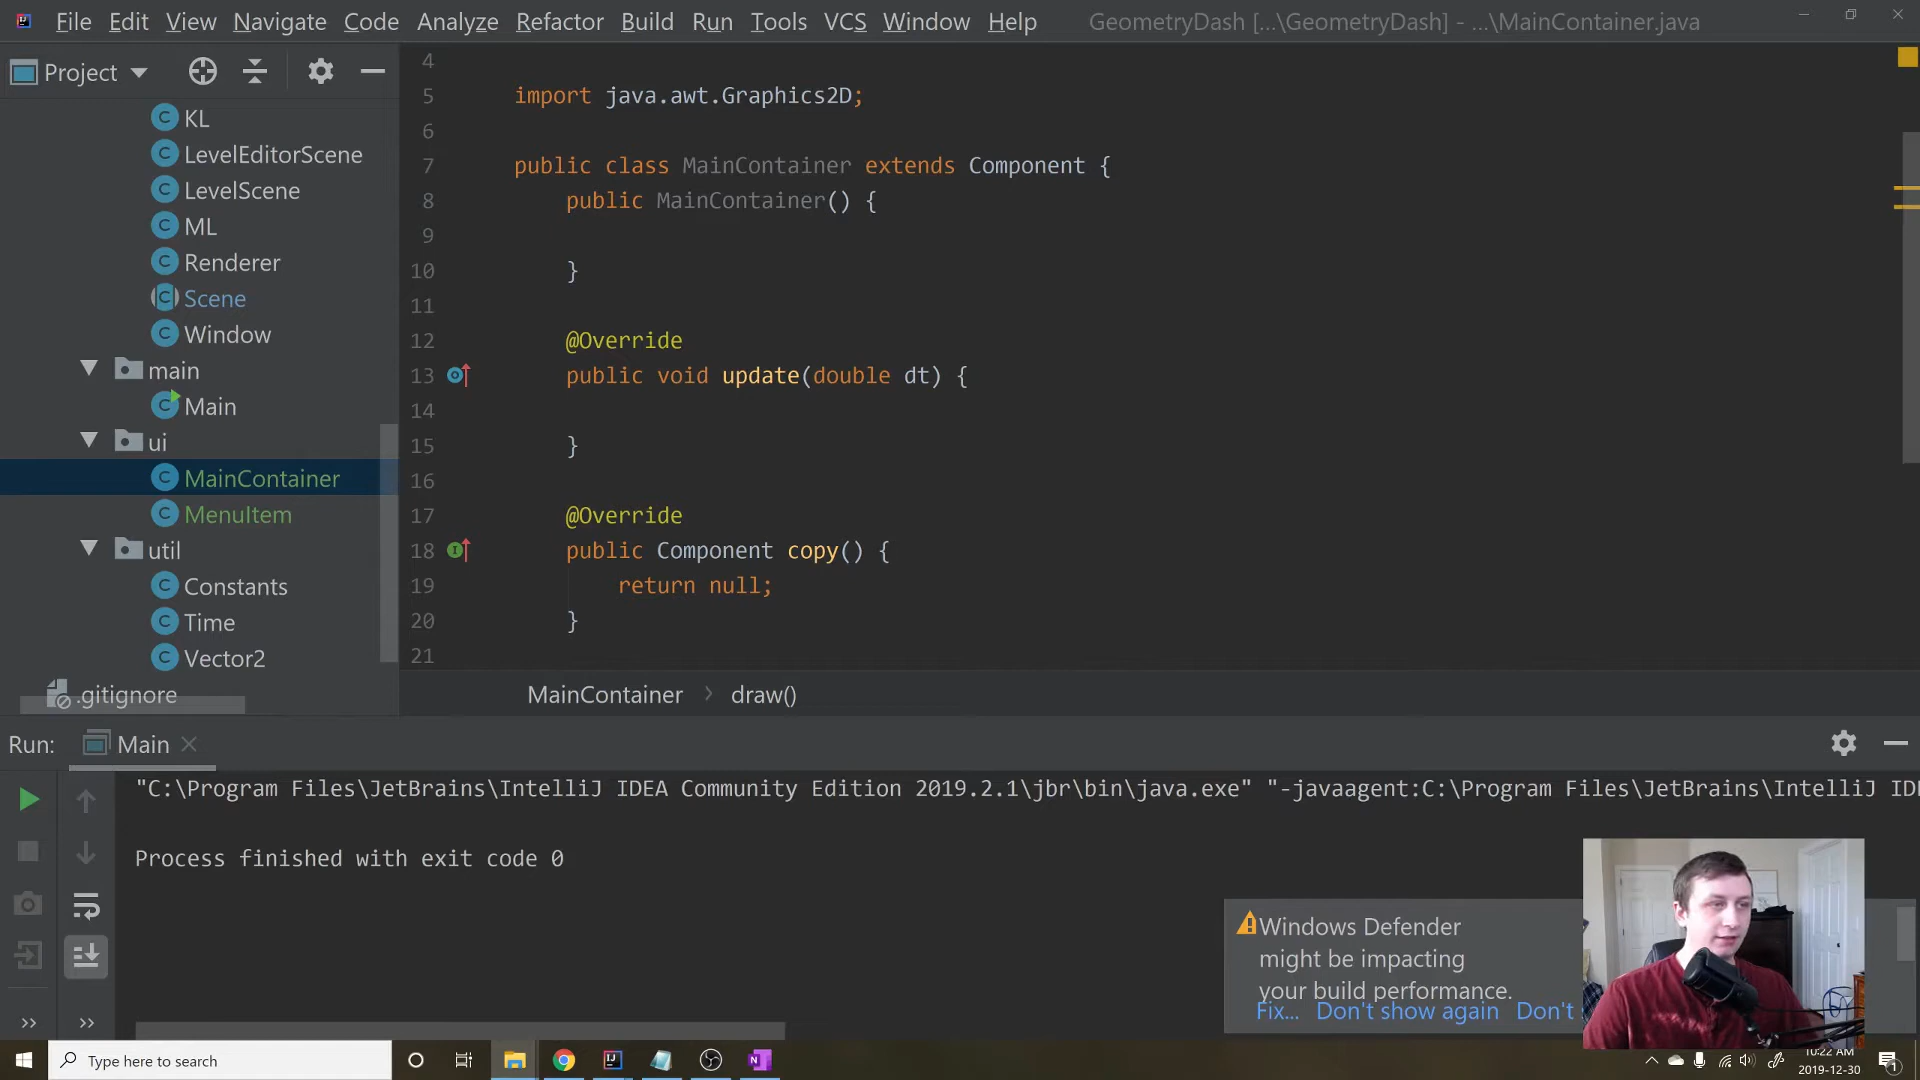 File Edit View Navigate Code Analyze Refactor Build Run Tools VCS Window Help GeometryDash [...\GeometryDash] - ...\MainContainer.java
Project
KL
LevelEditorScene
LevelScene
ML
Renderer
Scene
Window
main
Main
ui
MainContainer
MenuItem
util
Constants
Time
Vector2
.gitignore
4
5 import java.awt.Graphics2D;
6
7 public class MainContainer extends Component {
8 public MainContainer() {
9
10 }
11
12 @Override
13 public void update(double dt) {
14
15 }
16
17 @Override
18 public Component copy() {
19 return null;
20 }
21
MainContainer > draw()
Run: Main
"C:\Program Files\JetBrains\IntelliJ IDEA Community Edition 2019.2.1\jbr\bin\java.exe" "-javaagent:C:\Program Files\JetBrains\IntelliJ IDE
Process finished with exit code 0
Windows Defender
might be impacting
your build performance.
Fix... Don't show again Don't
Type here to search
10:22 AM
2019-12-30